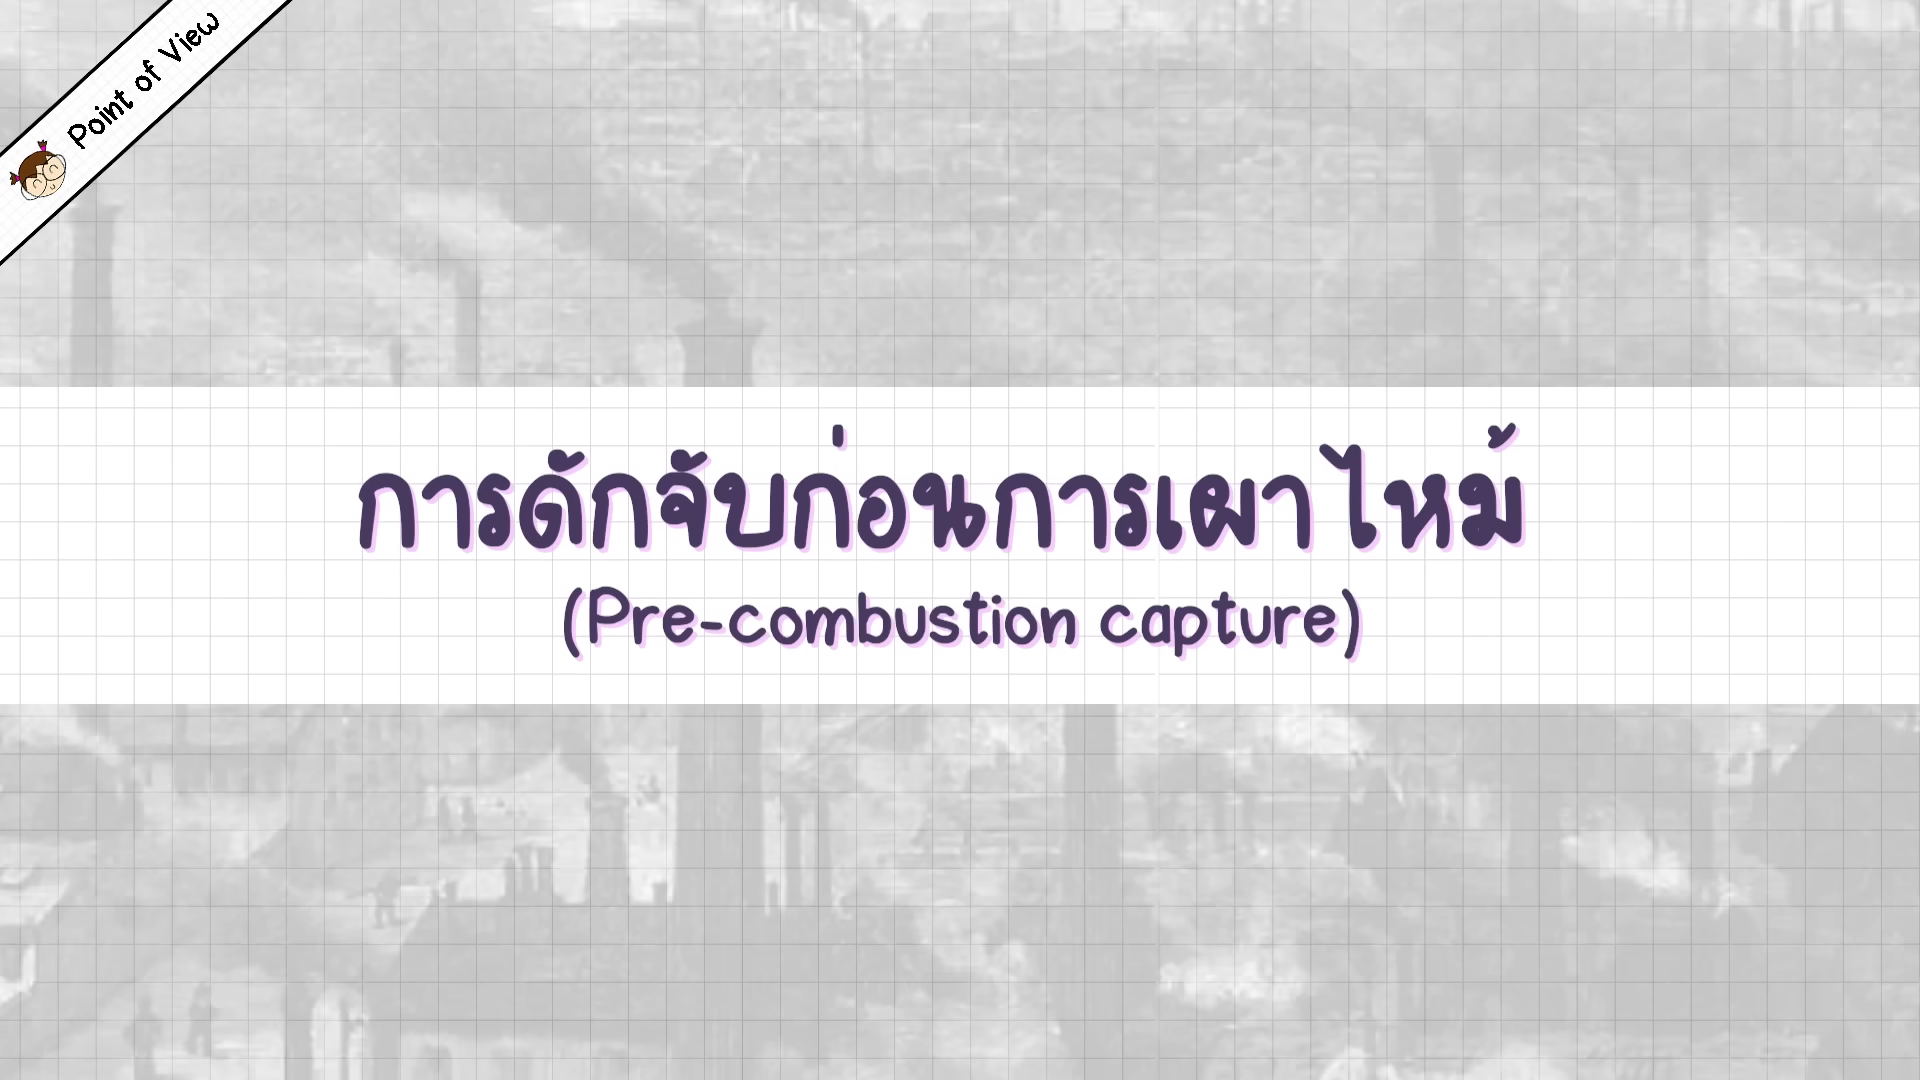 Point of View
การดักจับก่อนการเผาไหม้
(Pre-combustion capture)